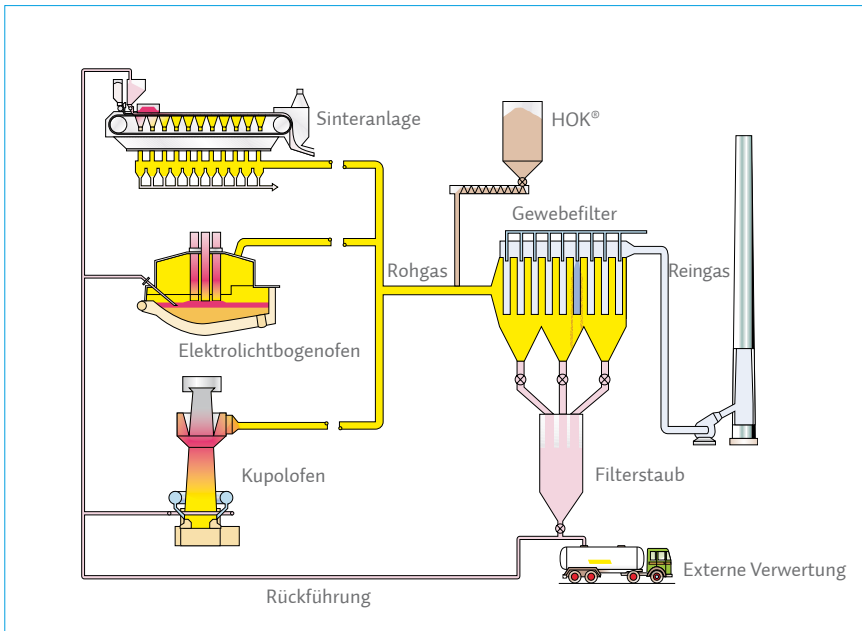 Sinteranlage
HOK®
Gewebefilter
Rohgas
Reingas
Elektrolichtbogenofen
Kupolofen
Filterstaub
Externe Verwertung
Rückführung